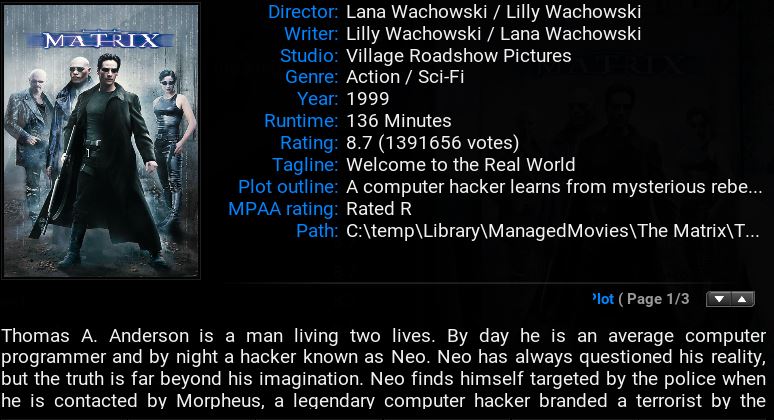 THE MATRIX
Director: Lana Wachowski / Lilly Wachowski
Writer: Lilly Wachowski / Lana Wachowski
Studio: Village Roadshow Pictures
Genre: Action / Sci-Fi
Year: 1999
Runtime: 136 Minutes
Rating: 8.7 (1391656 votes)
Tagline: Welcome to the Real World
Plot outline: A computer hacker learns from mysterious rebe...
MPAA rating: Rated R
Path: C:\temp\Library\ManagedMovies\The Matrix\T...
Plot ( Page 1/3
Thomas A. Anderson is a man living two lives. By day he is an average computer
programmer and by night a hacker known as Neo. Neo has always questioned his reality,
but the truth is far beyond his imagination. Neo finds himself targeted by the police when
he is contacted by Morpheus, a legendary computer hacker branded a terrorist by the